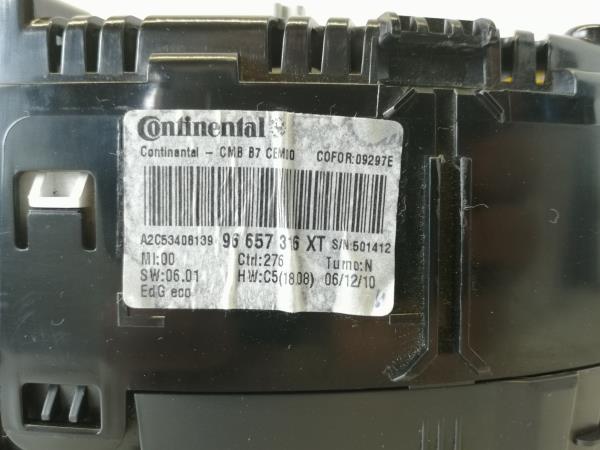 Continental
Continental - CMB B7 CEMIO COFOR:09297E
A2C53408139 96 657 316 XT S/N:501412
MI:00 Ctrl:276 Turno:N
SW:06.01 HW:C5(1808) 06/12/10
EdG eco